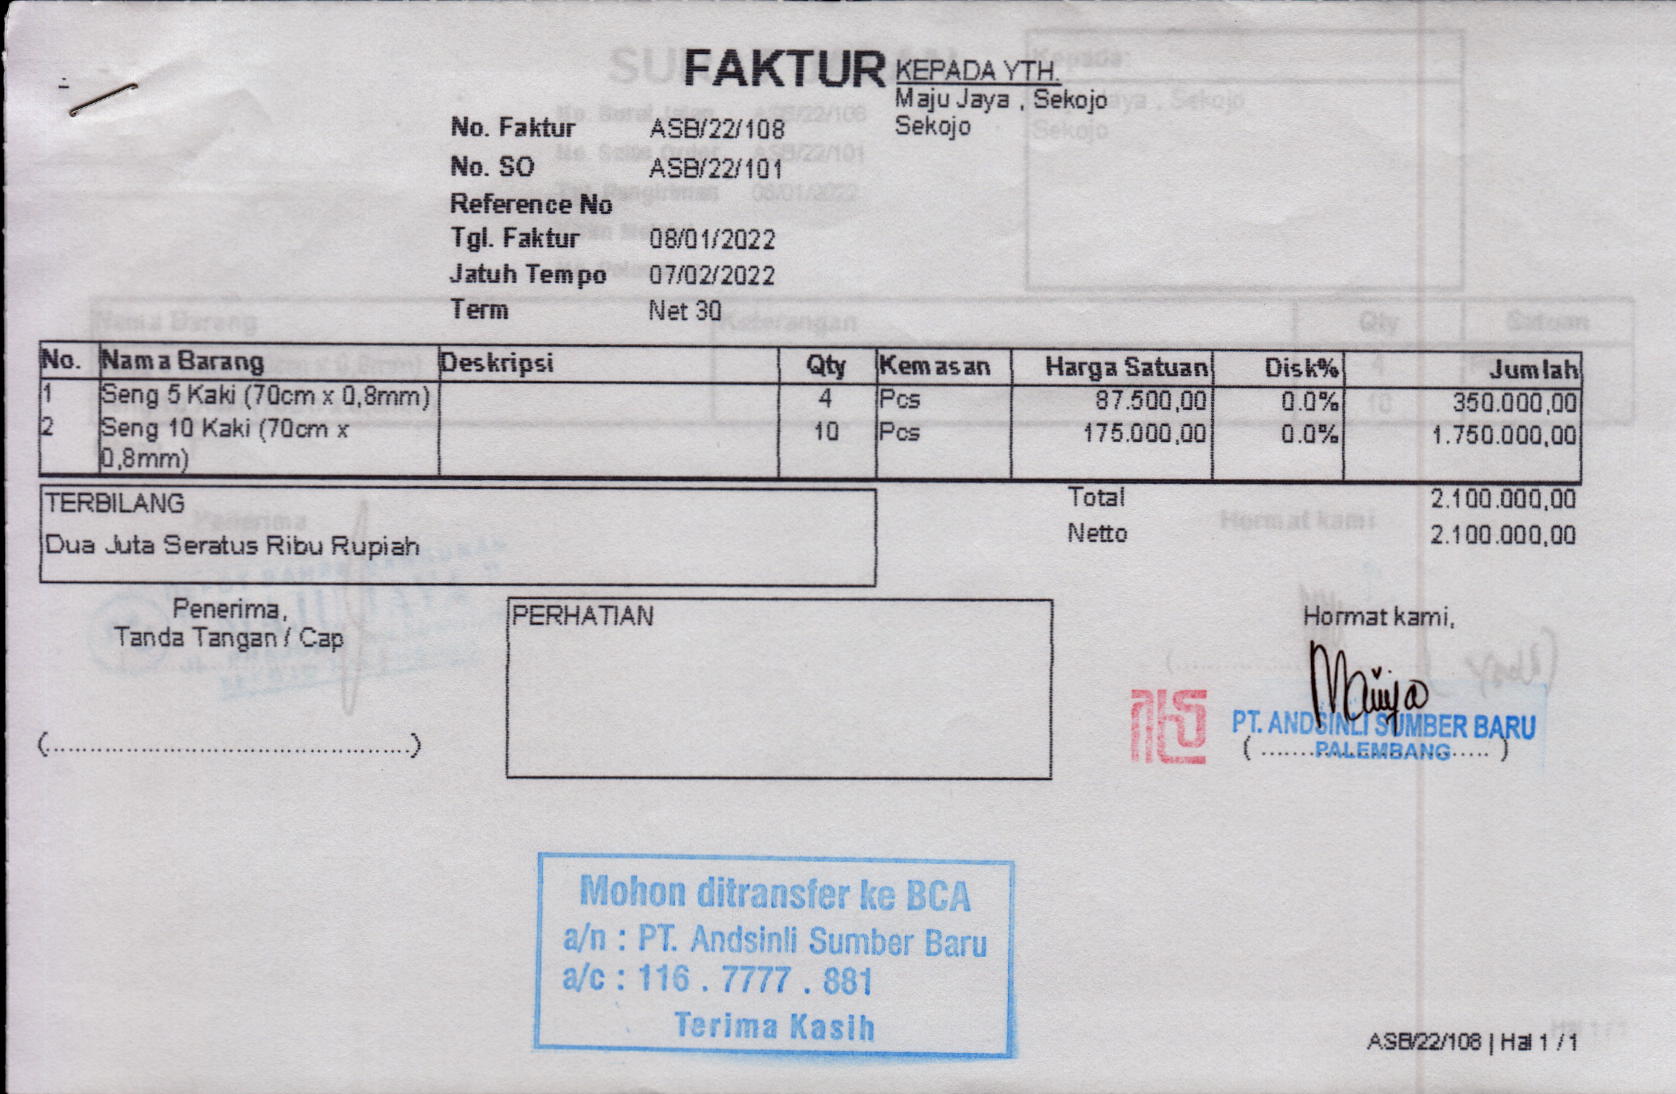 FAKTUR
KEPADA YTH.
Maju Jaya , Sekojo
Sekojo
No. Faktur ASB/22/108
No. SO ASB/22/101
Reference No
Tgl. Faktur 08/01/2022
Jatuh Tempo 07/02/2022
Term Net 30
No. Nama Barang Deskripsi Qty Kemasan Harga Satuan Disk% Jumlah
1 Seng 5 Kaki (70cm x 0,8mm) 4 Pcs 87.500,00 0.0% 350.000,00
2 Seng 10 Kaki (70cm x 10 Pcs 175.000,00 0.0% 1.750.000,00
0,8mm)
TERBILANG
Dua Juta Seratus Ribu Rupiah
Total 2.100.000,00
Netto 2.100.000,00
Penerima,
Tanda Tangan / Cap
(..............................................)
PERHATIAN
Hormat kami,
PT. ANDSINLI SUMBER BARU
PALEMBANG
Mohon ditransfer ke BCA
a/n : PT. Andsinli Sumber Baru
a/c : 116 . 7777 . 881
Terima Kasih
ASB/22/108 | Hal 1 / 1